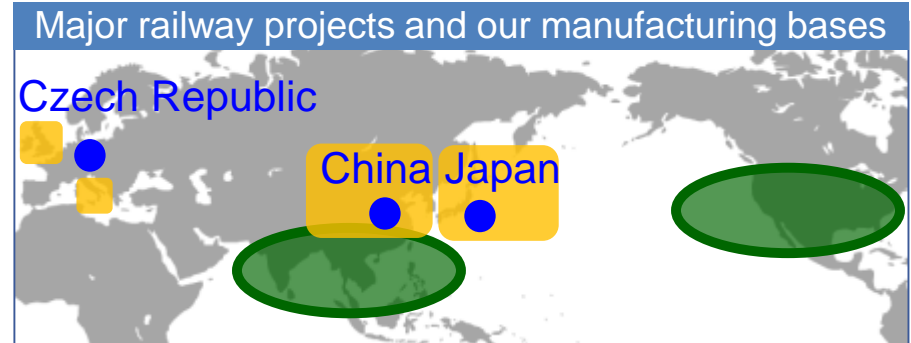 Major railway projects and our manufacturing bases
Czech Republic
China Japan